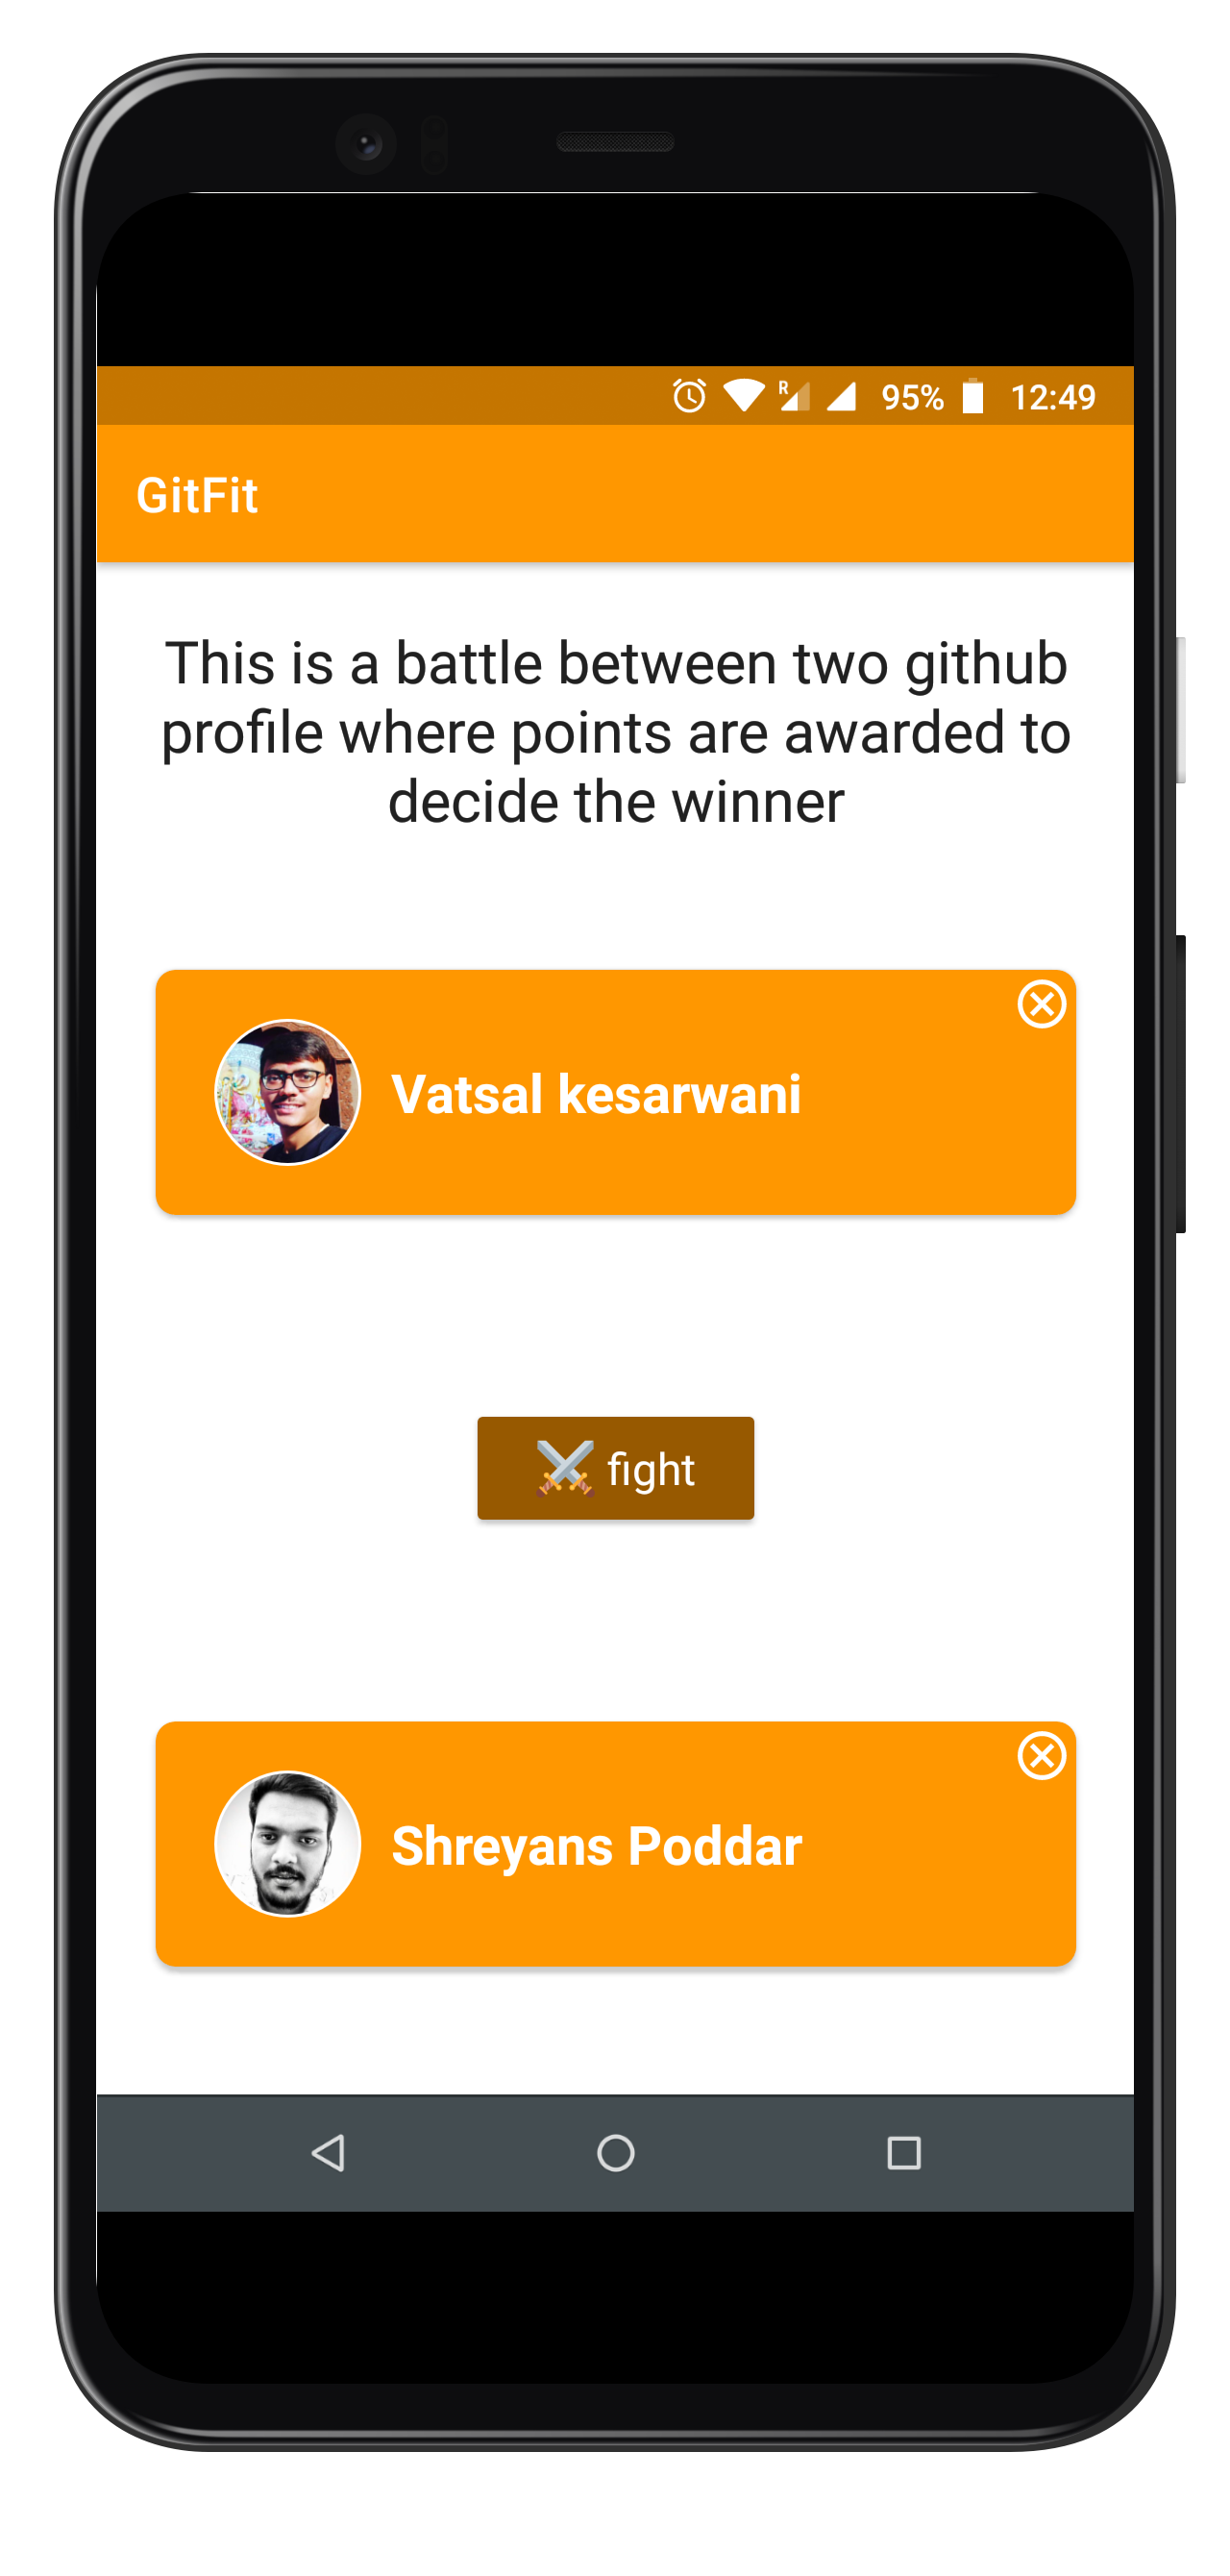 R 95% 12:49
GitFit
This is a battle between two github
profile where points are awarded to
decide the winner
Vatsal kesarwani
fight
Shreyans Poddar